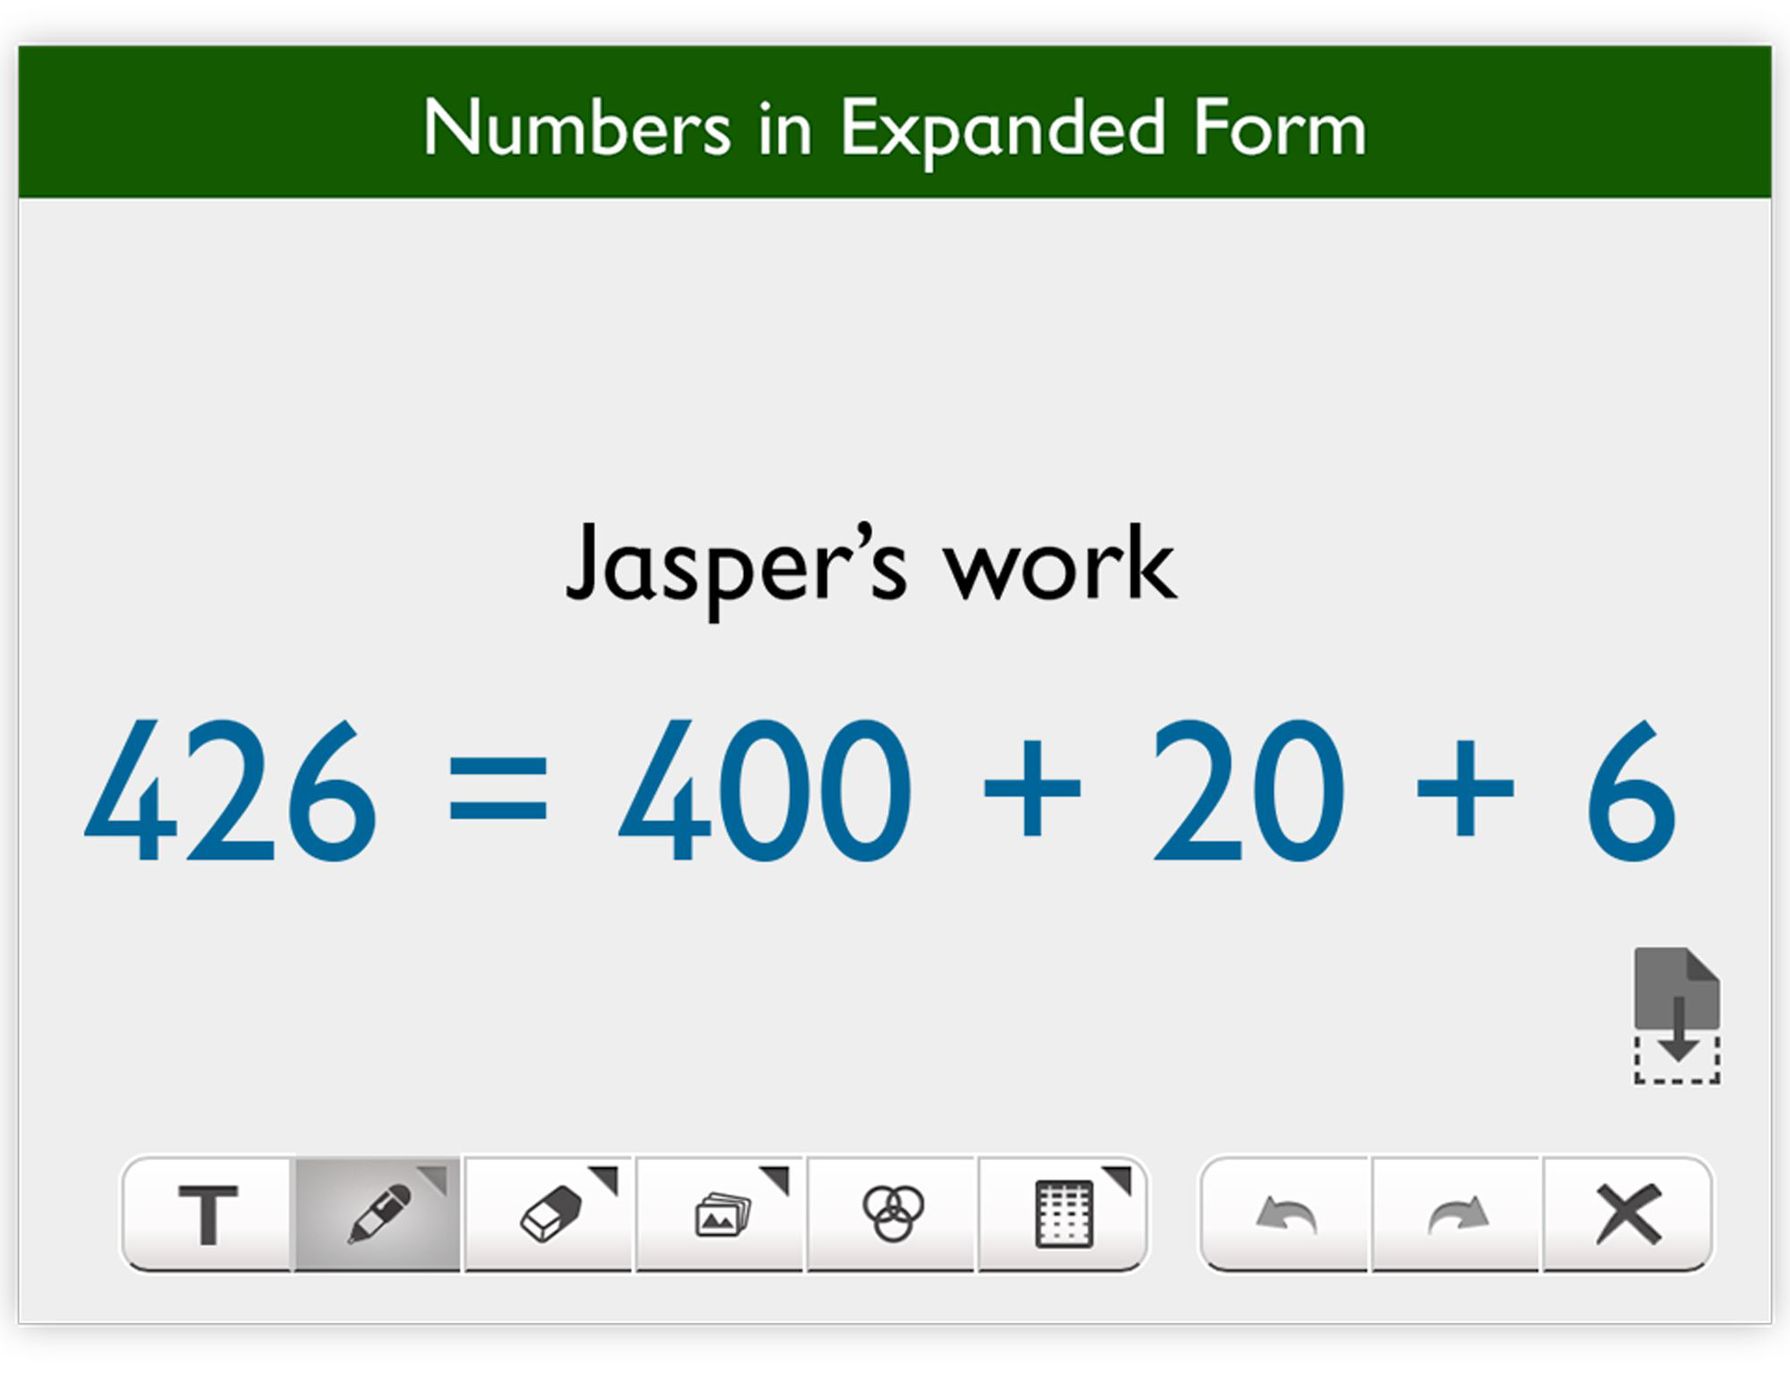 Numbers in Expanded Form
Jasper’s work
426 = 400 + 20 + 6
T